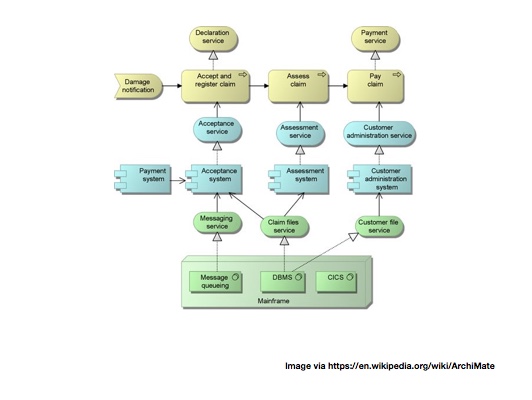 Declaration
service
Payment
service
Damage
notification
Accept and
register claim
Assess
claim
Pay
claim
Acceptance
service
Assessment
service
Customer
administration service
Payment
system
Acceptance
system
Assessment
system
Customer
administration
system
Messaging
service
Claim files
service
Customer file
service
Message
queueing
DBMS
CICS
Mainframe
Image via https://en.wikipedia.org/wiki/ArchiMate